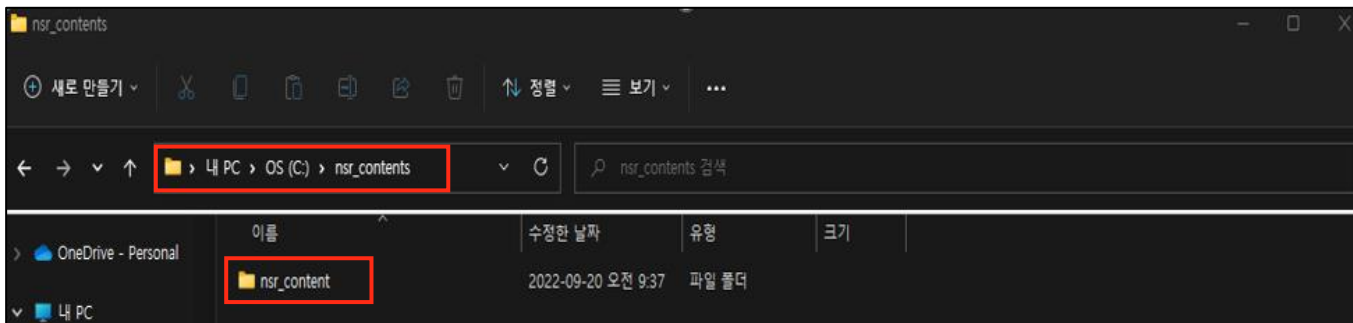 nsr_contents
새로 만들기 정렬 보기 ...
내 PC > OS (C:) > nsr_contents nsr_contents 검색
이름 수정한 날짜 유형 크기
OneDrive - Personal
nsr_content 2022-09-20 오전 9:37 파일 폴더
내 PC